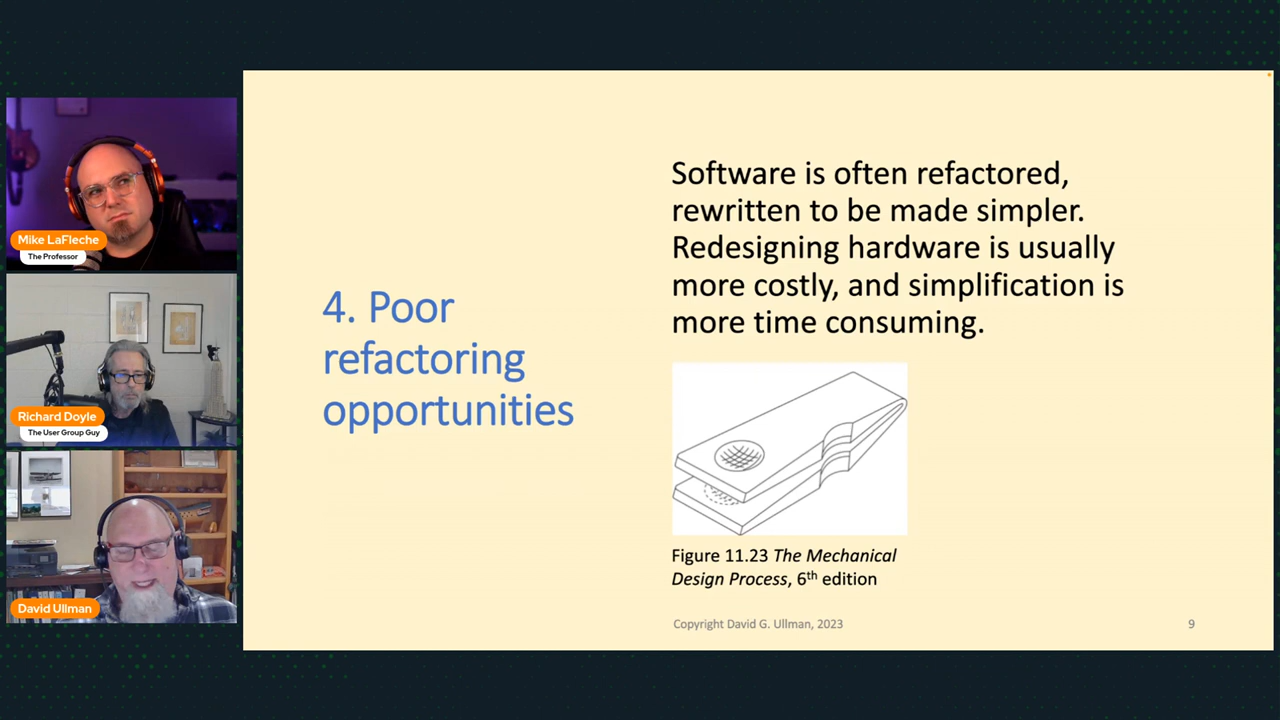 Mike LaFleche
The Professor
Richard Doyle
The User Group Guy
David Ullman
4. Poor
refactoring
opportunities
Software is often refactored,
rewritten to be made simpler.
Redesigning hardware is usually
more costly, and simplification is
more time consuming.
Figure 11.23 The Mechanical
Design Process, 6th edition
Copyright David G. Ullman, 2023
9